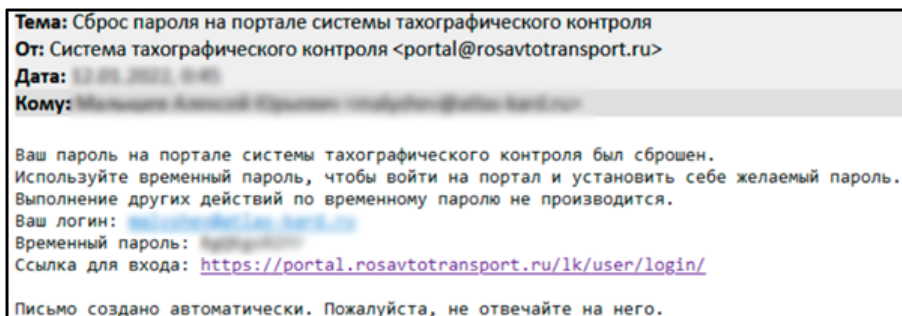 Тема: Сброс пароля на портале системы тахографического контроля
От: Система тахографического контроля <portal@rosavtotransport.ru>
Дата:
Кому:
Ваш пароль на портале системы тахографического контроля был сброшен.
Используйте временный пароль, чтобы войти на портал и установить себе желаемый пароль.
Выполнение других действий по временному паролю не производится.
Ваш логин:
Временный пароль:
Ссылка для входа: https://portal.rosavtotransport.ru/lk/user/login/
Письмо создано автоматически. Пожалуйста, не отвечайте на него.